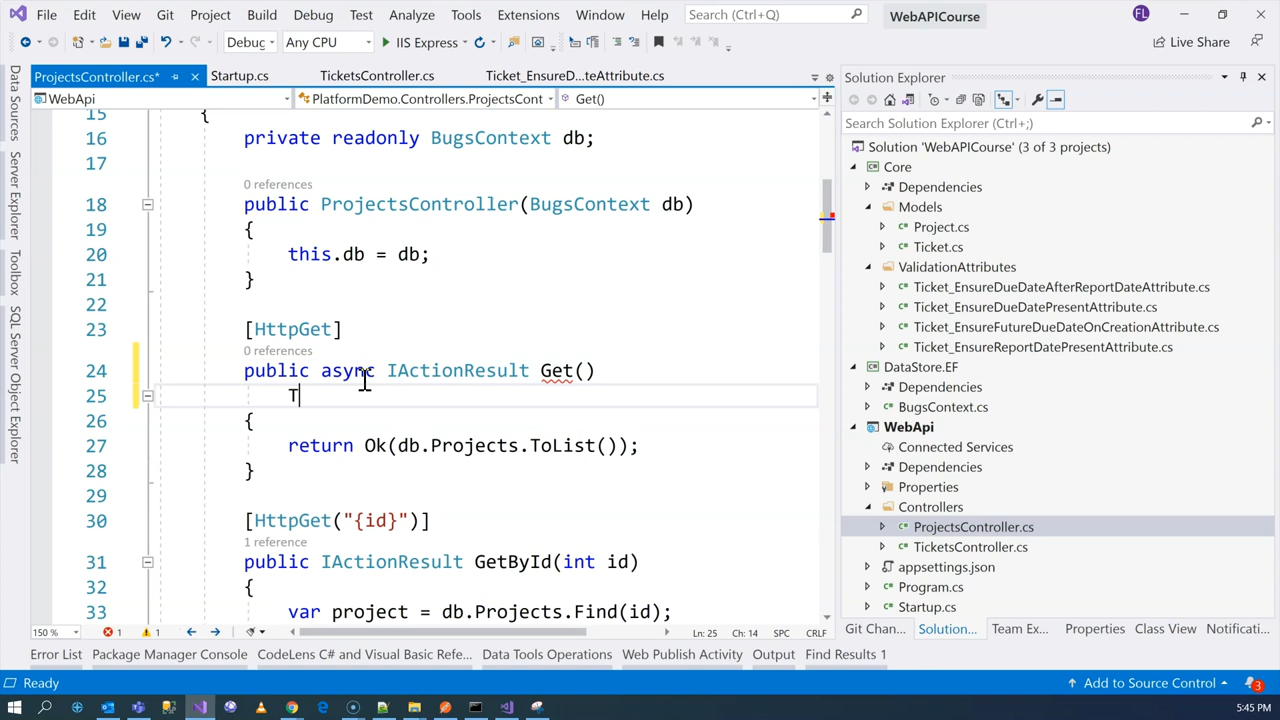 File Edit View Git Project Build Debug Test Analyze Tools Extensions Window Help Search (Ctrl+Q) WebAPICourse FL
Debug Any CPU IIS Express Live Share
ProjectsController.cs* Startup.cs TicketsController.cs Ticket_EnsureD...teAttribute.cs
WebApi PlatformDemo.Controllers.ProjectsCont Get()
15 {
16 private readonly BugsContext db;
17
0 references
18 public ProjectsController(BugsContext db)
19 {
20 this.db = db;
21 }
22
23 [HttpGet]
0 references
24 public async IActionResult Get()
25 T
26 {
27 return Ok(db.Projects.ToList());
28 }
29
30 [HttpGet("{id}")]
1 reference
31 public IActionResult GetById(int id)
32 {
33 var project = db.Projects.Find(id);
150 % 1 1 Ln: 25 Ch: 14 SPC CRLF
Data Sources
Server Explorer
Toolbox
SQL Server Object Explorer
Solution Explorer
Search Solution Explorer (Ctrl+;)
Solution 'WebAPICourse' (3 of 3 projects)
Core
Dependencies
Models
Project.cs
Ticket.cs
ValidationAttributes
Ticket_EnsureDueDateAfterReportDateAttribute.cs
Ticket_EnsureDueDatePresentAttribute.cs
Ticket_EnsureFutureDueDateOnCreationAttribute.cs
Ticket_EnsureReportDatePresentAttribute.cs
DataStore.EF
Dependencies
BugsContext.cs
WebApi
Connected Services
Dependencies
Properties
Controllers
ProjectsController.cs
TicketsController.cs
appsettings.json
Program.cs
Startup.cs
Git Chan... Solution... Team Ex... Properties Class View Notificati...
Error List Package Manager Console CodeLens C# and Visual Basic Refe... Data Tools Operations Web Publish Activity Output Find Results 1
Ready Add to Source Control 3
5:45 PM